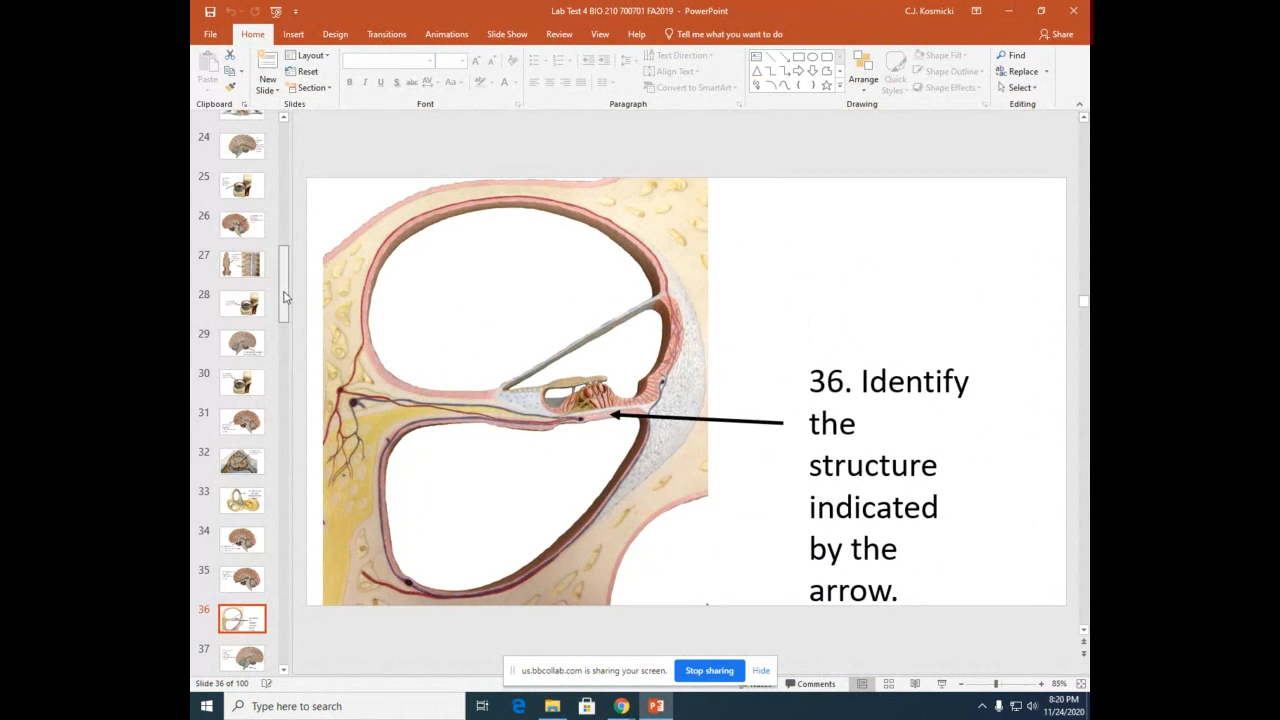 Lab Test 4 BIO 210 700701 FA2019 - PowerPoint
C.J. Kosmicki
File Home Insert Design Transitions Animations Slide Show Review View Help Tell me what you want to do Share
Paste
New
Slide
Layout
Reset
Section
Text Direction
Align Text
Convert to SmartArt
Arrange
Quick
Styles
Shape Fill
Shape Outline
Shape Effects
Find
Replace
Select
Clipboard Slides Font Paragraph Drawing Editing
24
25
26
27
28
29
30
31
32
33
34
35
36
37
36. Identify
the
structure
indicated
by the
arrow.
us.bbcollab.com is sharing your screen. Stop sharing Hide
Slide 36 of 100 Comments 85%
Type here to search
8:20 PM
11/24/2020